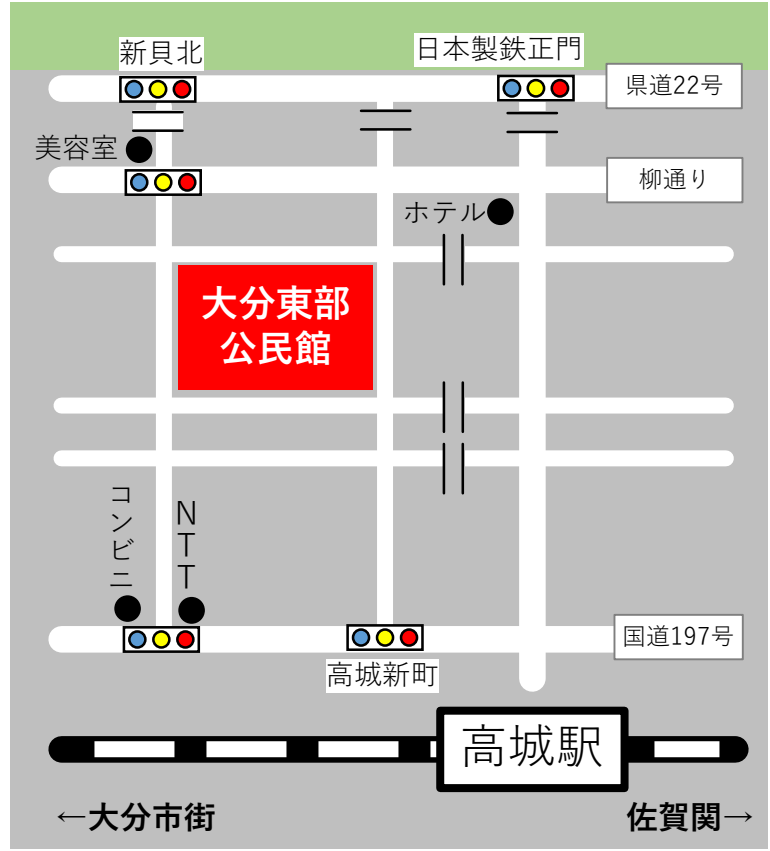 新貝北
日本製鉄正門
県道22号
美容室
柳通り
ホテル
大分東部
公民館
コンビニ
NTT
国道197号
高城新町
高城駅
←大分市街
佐賀関→